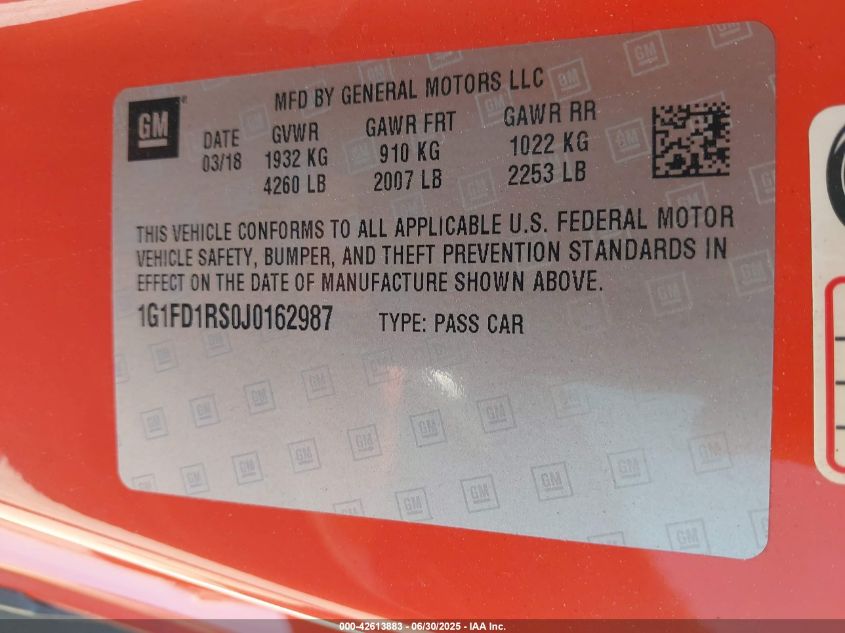 GM
MFD BY GENERAL MOTORS LLC
DATE GVWR GAWR FRT GAWR RR
03/18 1932 KG 910 KG 1022 KG
4260 LB 2007 LB 2253 LB
THIS VEHICLE CONFORMS TO ALL APPLICABLE U.S. FEDERAL MOTOR
VEHICLE SAFETY, BUMPER, AND THEFT PREVENTION STANDARDS IN
EFFECT ON THE DATE OF MANUFACTURE SHOWN ABOVE.
1G1FD1RS0J0162987 TYPE: PASS CAR
000-42613883 - 06/30/2025 - IAA Inc.